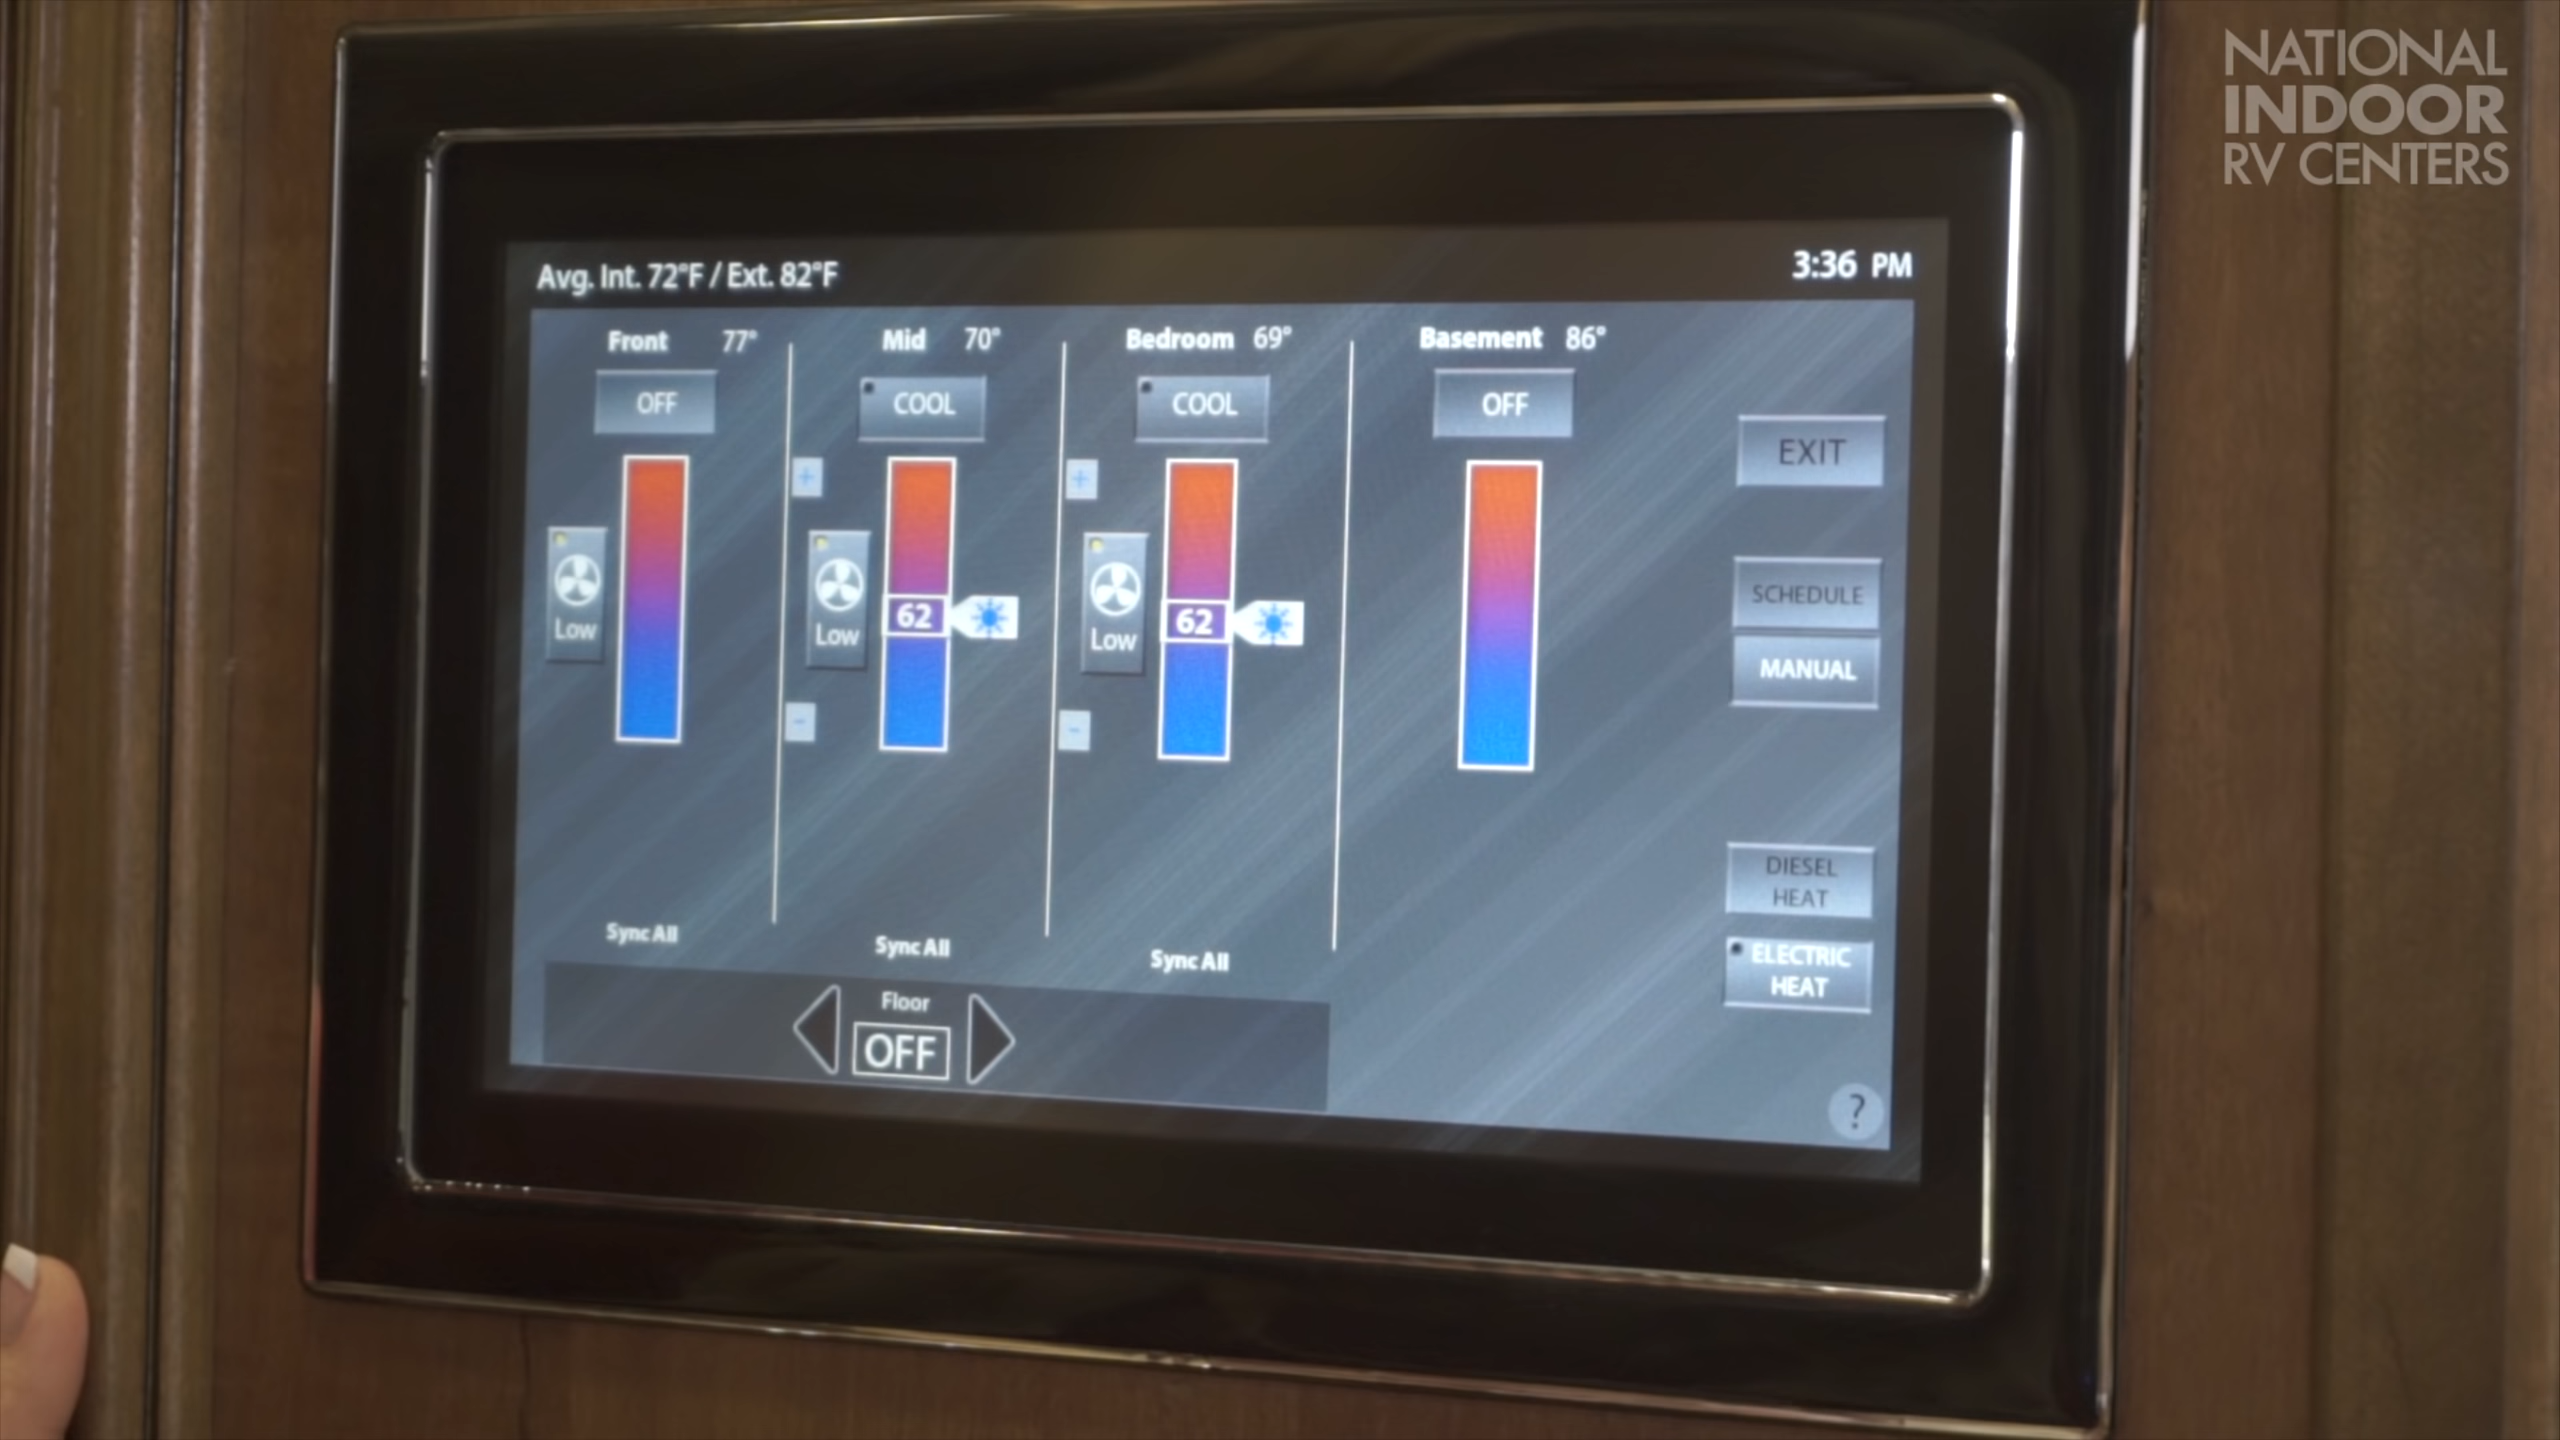 NATIONAL
INDOOR
RV CENTERS
Avg. Int. 72°F / Ext. 82°F
3:36 PM
Front 77°
Mid 70°
Bedroom 69°
Basement 86°
OFF
COOL
COOL
OFF
EXIT
+
+
Low
Low
Low
62
62
SCHEDULE
MANUAL
-
-
DIESEL
HEAT
Sync All
Sync All
Sync All
ELECTRIC
HEAT
Floor
OFF
?